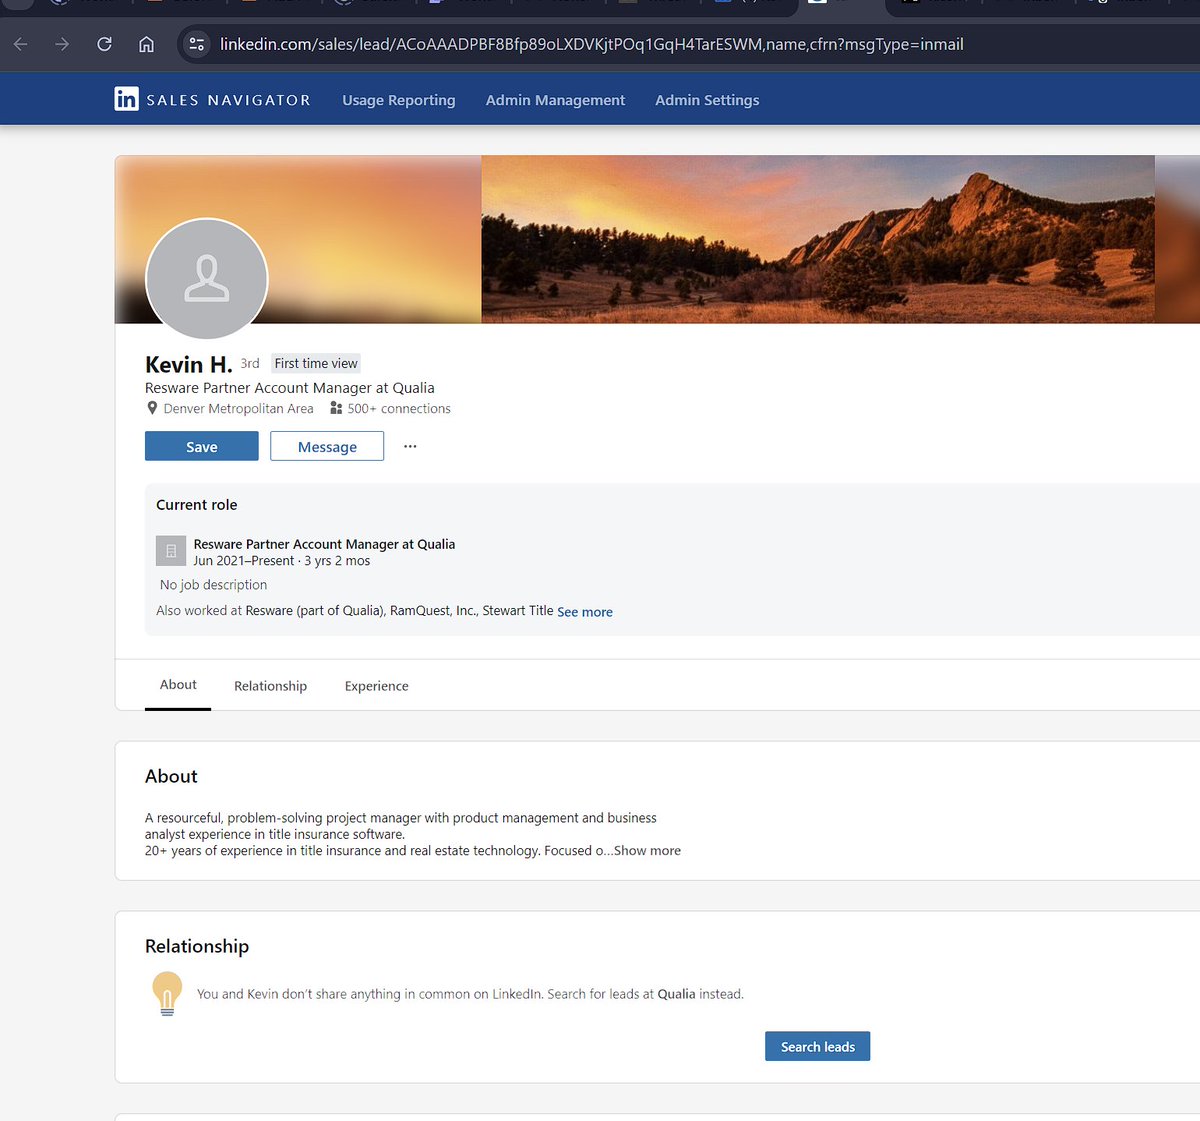 linkedin.com/sales/lead/ACoAAADPBF8Bfp89oLXDVKjtPOq1GqH4TarESWM,name,cfrn?msgType=inmail
in SALES NAVIGATOR Usage Reporting Admin Management Admin Settings
Kevin H. 3rd First time view
Resware Partner Account Manager at Qualia
Denver Metropolitan Area 500+ connections
Save Message ...
Current role
Resware Partner Account Manager at Qualia
Jun 2021–Present · 3 yrs 2 mos
No job description
Also worked at Resware (part of Qualia), RamQuest, Inc., Stewart Title See more
About Relationship Experience
About
A resourceful, problem-solving project manager with product management and business
analyst experience in title insurance software.
20+ years of experience in title insurance and real estate technology. Focused o...Show more
Relationship
You and Kevin don't share anything in common on LinkedIn. Search for leads at Qualia instead.
Search leads